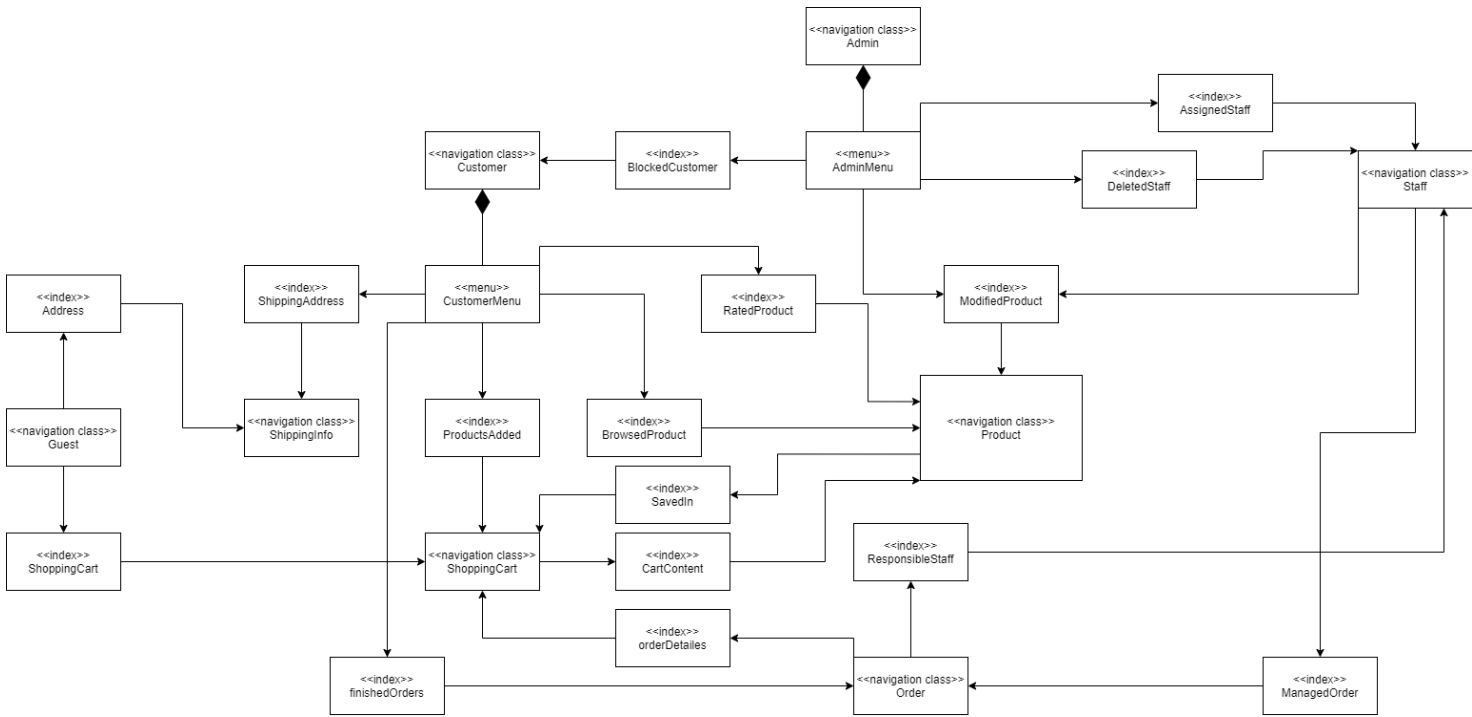 <<navigation class>>
Admin
<<index>>
AssignedStaff
<<navigation class>>
Customer
<<index>>
BlockedCustomer
<<menu>>
AdminMenu
<<index>>
DeletedStaff
<<navigation class>>
Staff
<<index>>
Address
<<index>>
ShippingAddress
<<menu>>
CustomerMenu
<<index>>
RatedProduct
<<index>>
ModifiedProduct
<<navigation class>>
Guest
<<navigation class>>
ShippingInfo
<<index>>
ProductsAdded
<<index>>
BrowsedProduct
<<navigation class>>
Product
<<index>>
SavedIn
<<index>>
ShoppingCart
<<navigation class>>
ShoppingCart
<<index>>
CartContent
<<index>>
ResponsibleStaff
<<index>>
orderDetailes
<<index>>
finishedOrders
<<navigation class>>
Order
<<index>>
ManagedOrder